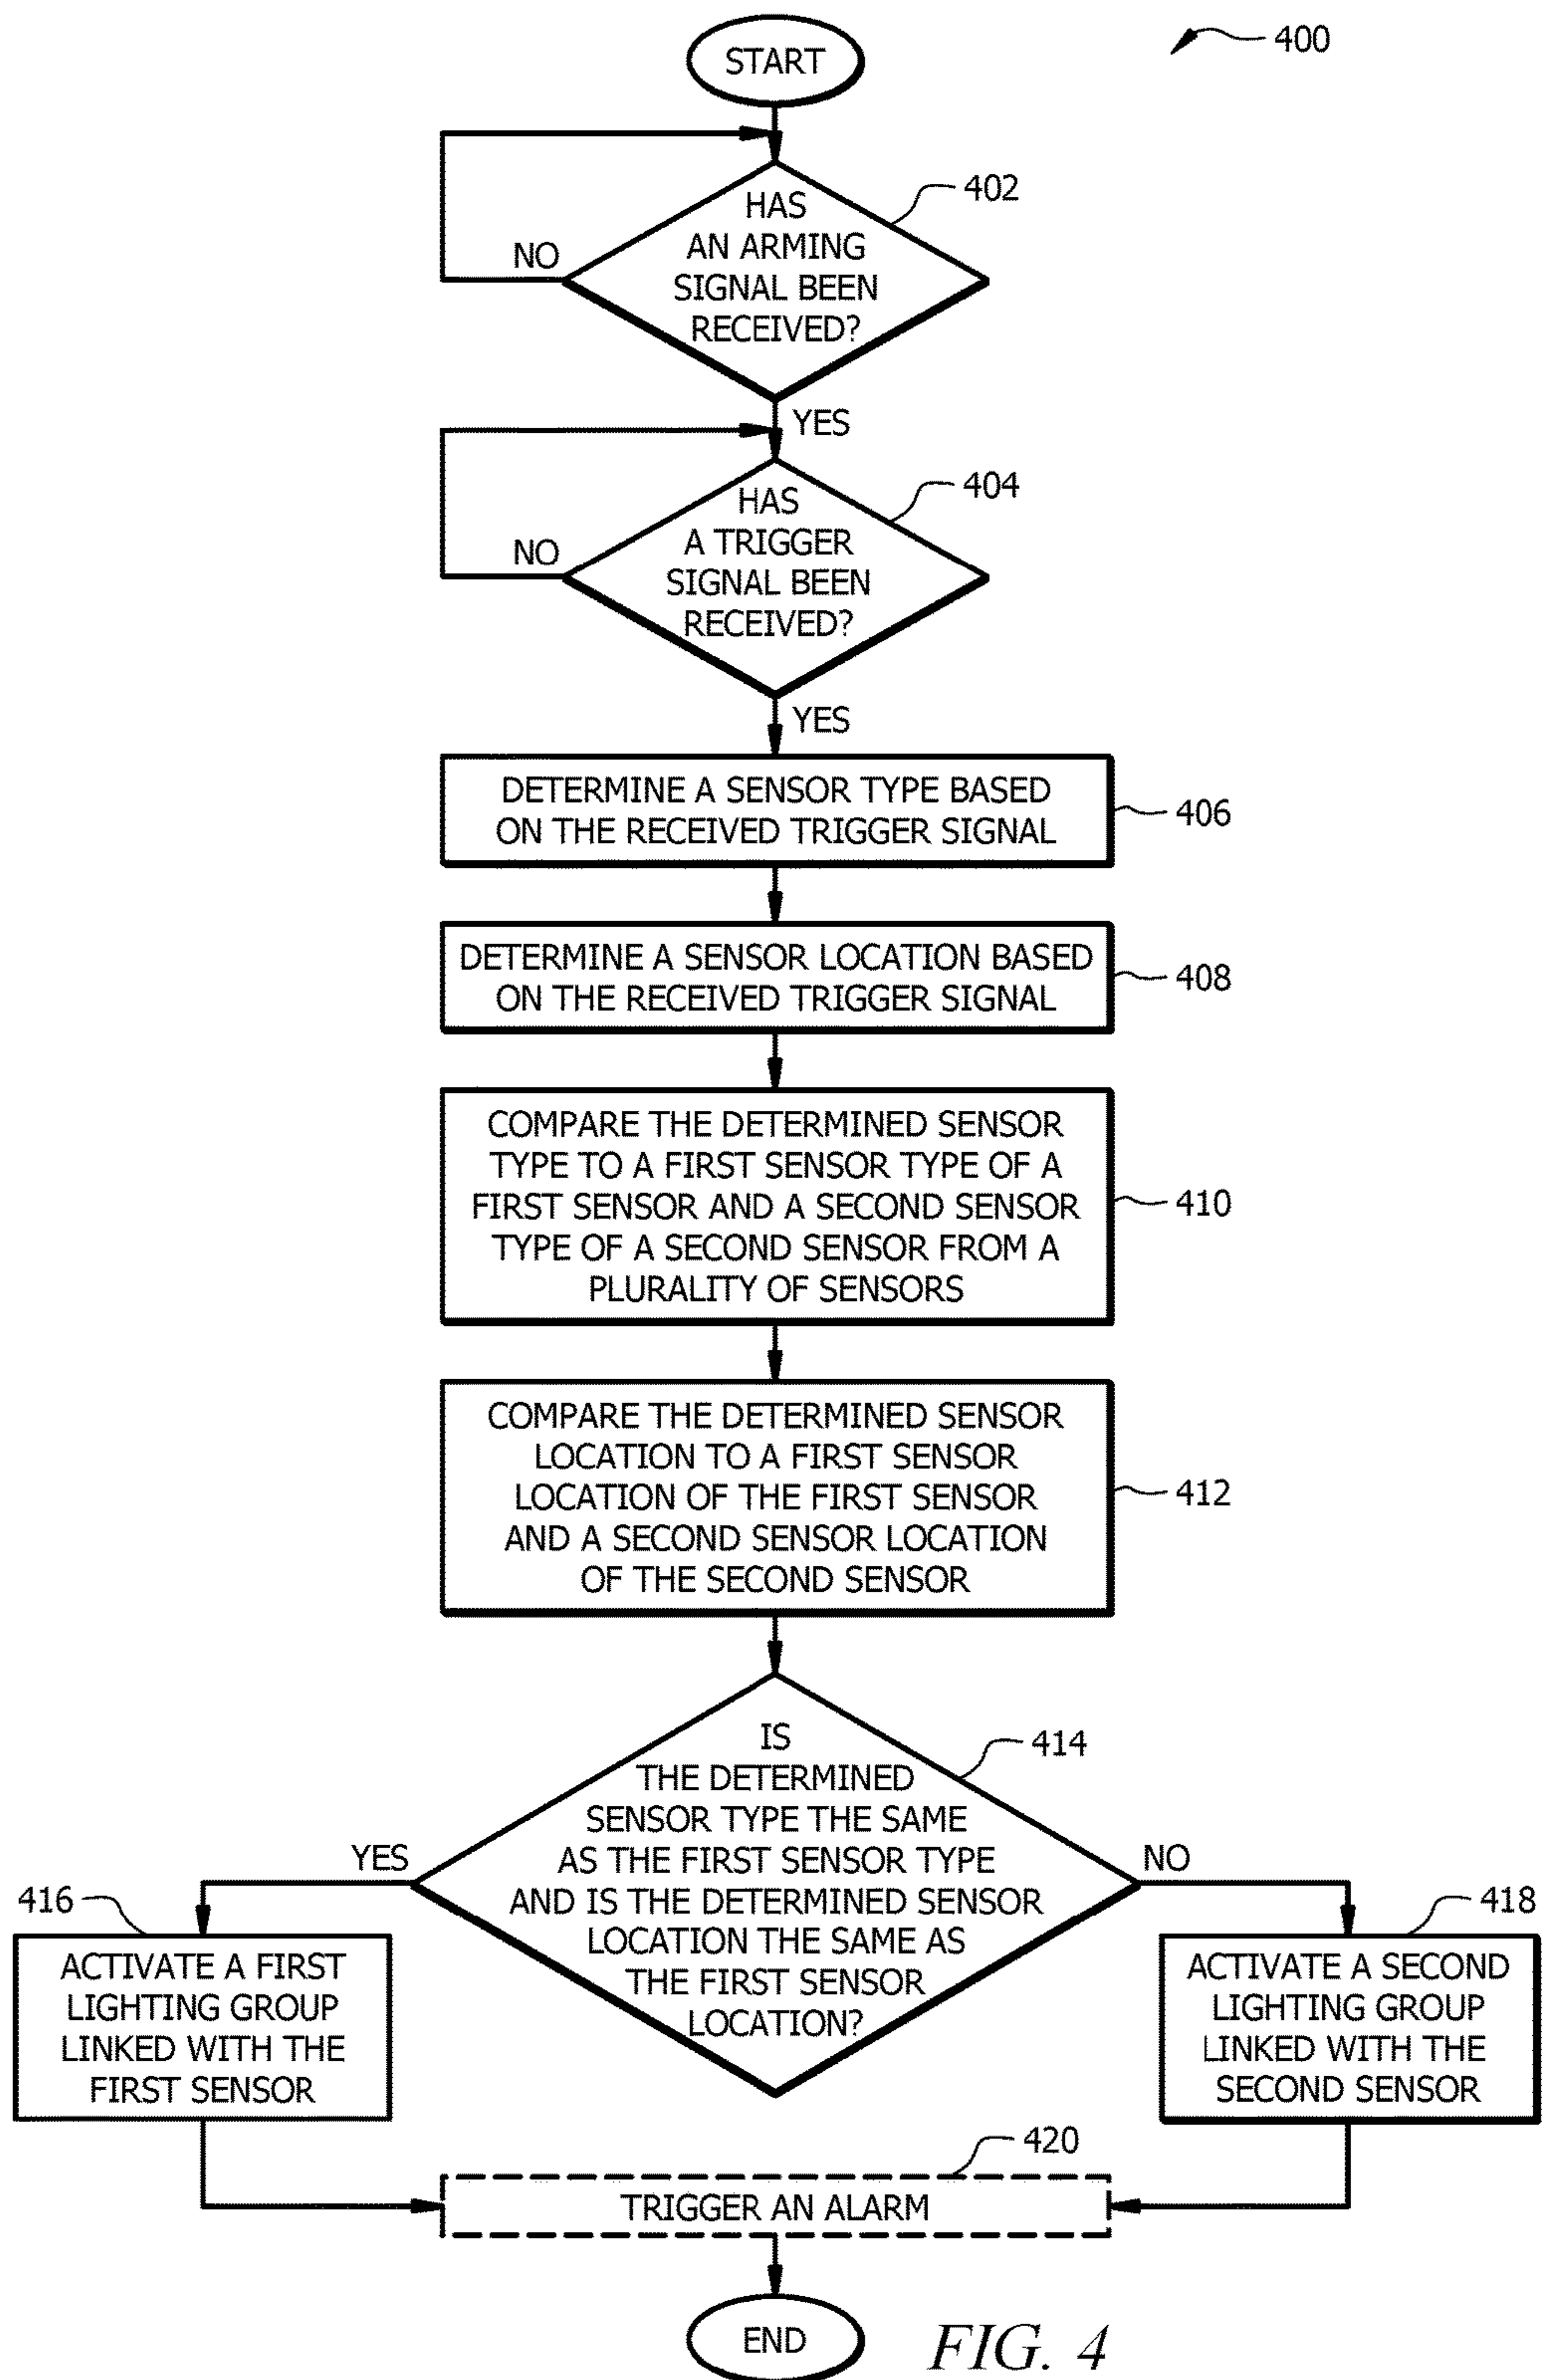 START
400
HAS
AN ARMING
SIGNAL BEEN
RECEIVED?
402
NO
YES
HAS
A TRIGGER
SIGNAL BEEN
RECEIVED?
404
NO
YES
DETERMINE A SENSOR TYPE BASED
ON THE RECEIVED TRIGGER SIGNAL
406
DETERMINE A SENSOR LOCATION BASED
ON THE RECEIVED TRIGGER SIGNAL
408
COMPARE THE DETERMINED SENSOR
TYPE TO A FIRST SENSOR TYPE OF A
FIRST SENSOR AND A SECOND SENSOR
TYPE OF A SECOND SENSOR FROM A
PLURALITY OF SENSORS
410
COMPARE THE DETERMINED SENSOR
LOCATION TO A FIRST SENSOR
LOCATION OF THE FIRST SENSOR
AND A SECOND SENSOR LOCATION
OF THE SECOND SENSOR
412
IS
THE DETERMINED
SENSOR TYPE THE SAME
AS THE FIRST SENSOR TYPE
AND IS THE DETERMINED SENSOR
LOCATION THE SAME AS
THE FIRST SENSOR
LOCATION?
414
YES
NO
416
ACTIVATE A FIRST
LIGHTING GROUP
LINKED WITH THE
FIRST SENSOR
418
ACTIVATE A SECOND
LIGHTING GROUP
LINKED WITH THE
SECOND SENSOR
420
TRIGGER AN ALARM
END
FIG. 4